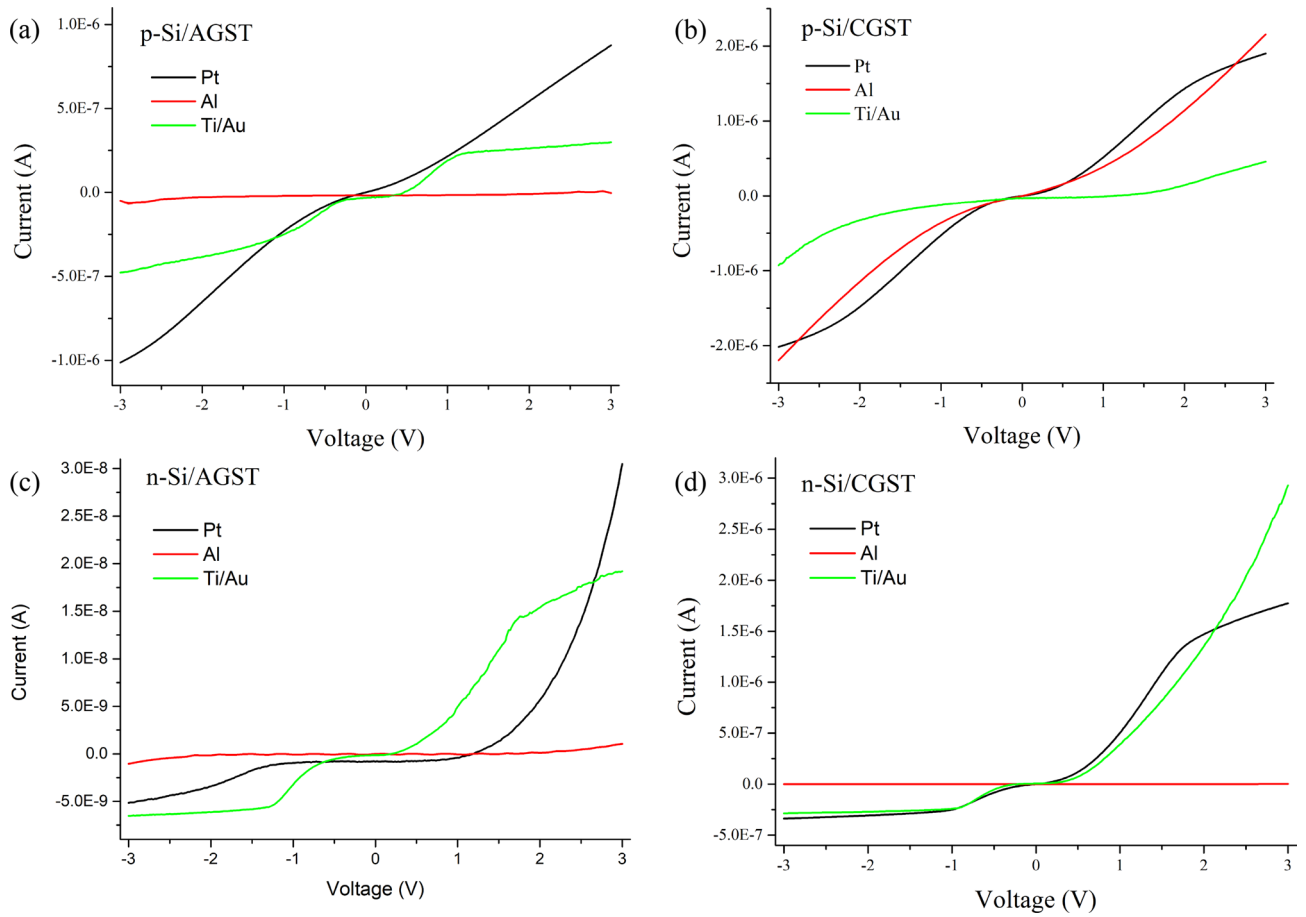 (a)
p-Si/AGST
Pt
Al
Ti/Au
1.0E-6
5.0E-7
0.0
-5.0E-7
-1.0E-6
Current (A)
-3 -2 -1 0 1 2 3
Voltage (V)
(b)
p-Si/CGST
Pt
Al
Ti/Au
2.0E-6
1.0E-6
0.0
-1.0E-6
-2.0E-6
Current (A)
-3 -2 -1 0 1 2 3
Voltage (V)
(c)
n-Si/AGST
Pt
Al
Ti/Au
3.0E-8
2.5E-8
2.0E-8
1.5E-8
1.0E-8
5.0E-9
0.0
-5.0E-9
Current (A)
-3 -2 -1 0 1 2 3
Voltage (V)
(d)
n-Si/CGST
Pt
Al
Ti/Au
3.0E-6
2.5E-6
2.0E-6
1.5E-6
1.0E-6
5.0E-7
0.0
-5.0E-7
Current (A)
-3 -2 -1 0 1 2 3
Voltage (V)